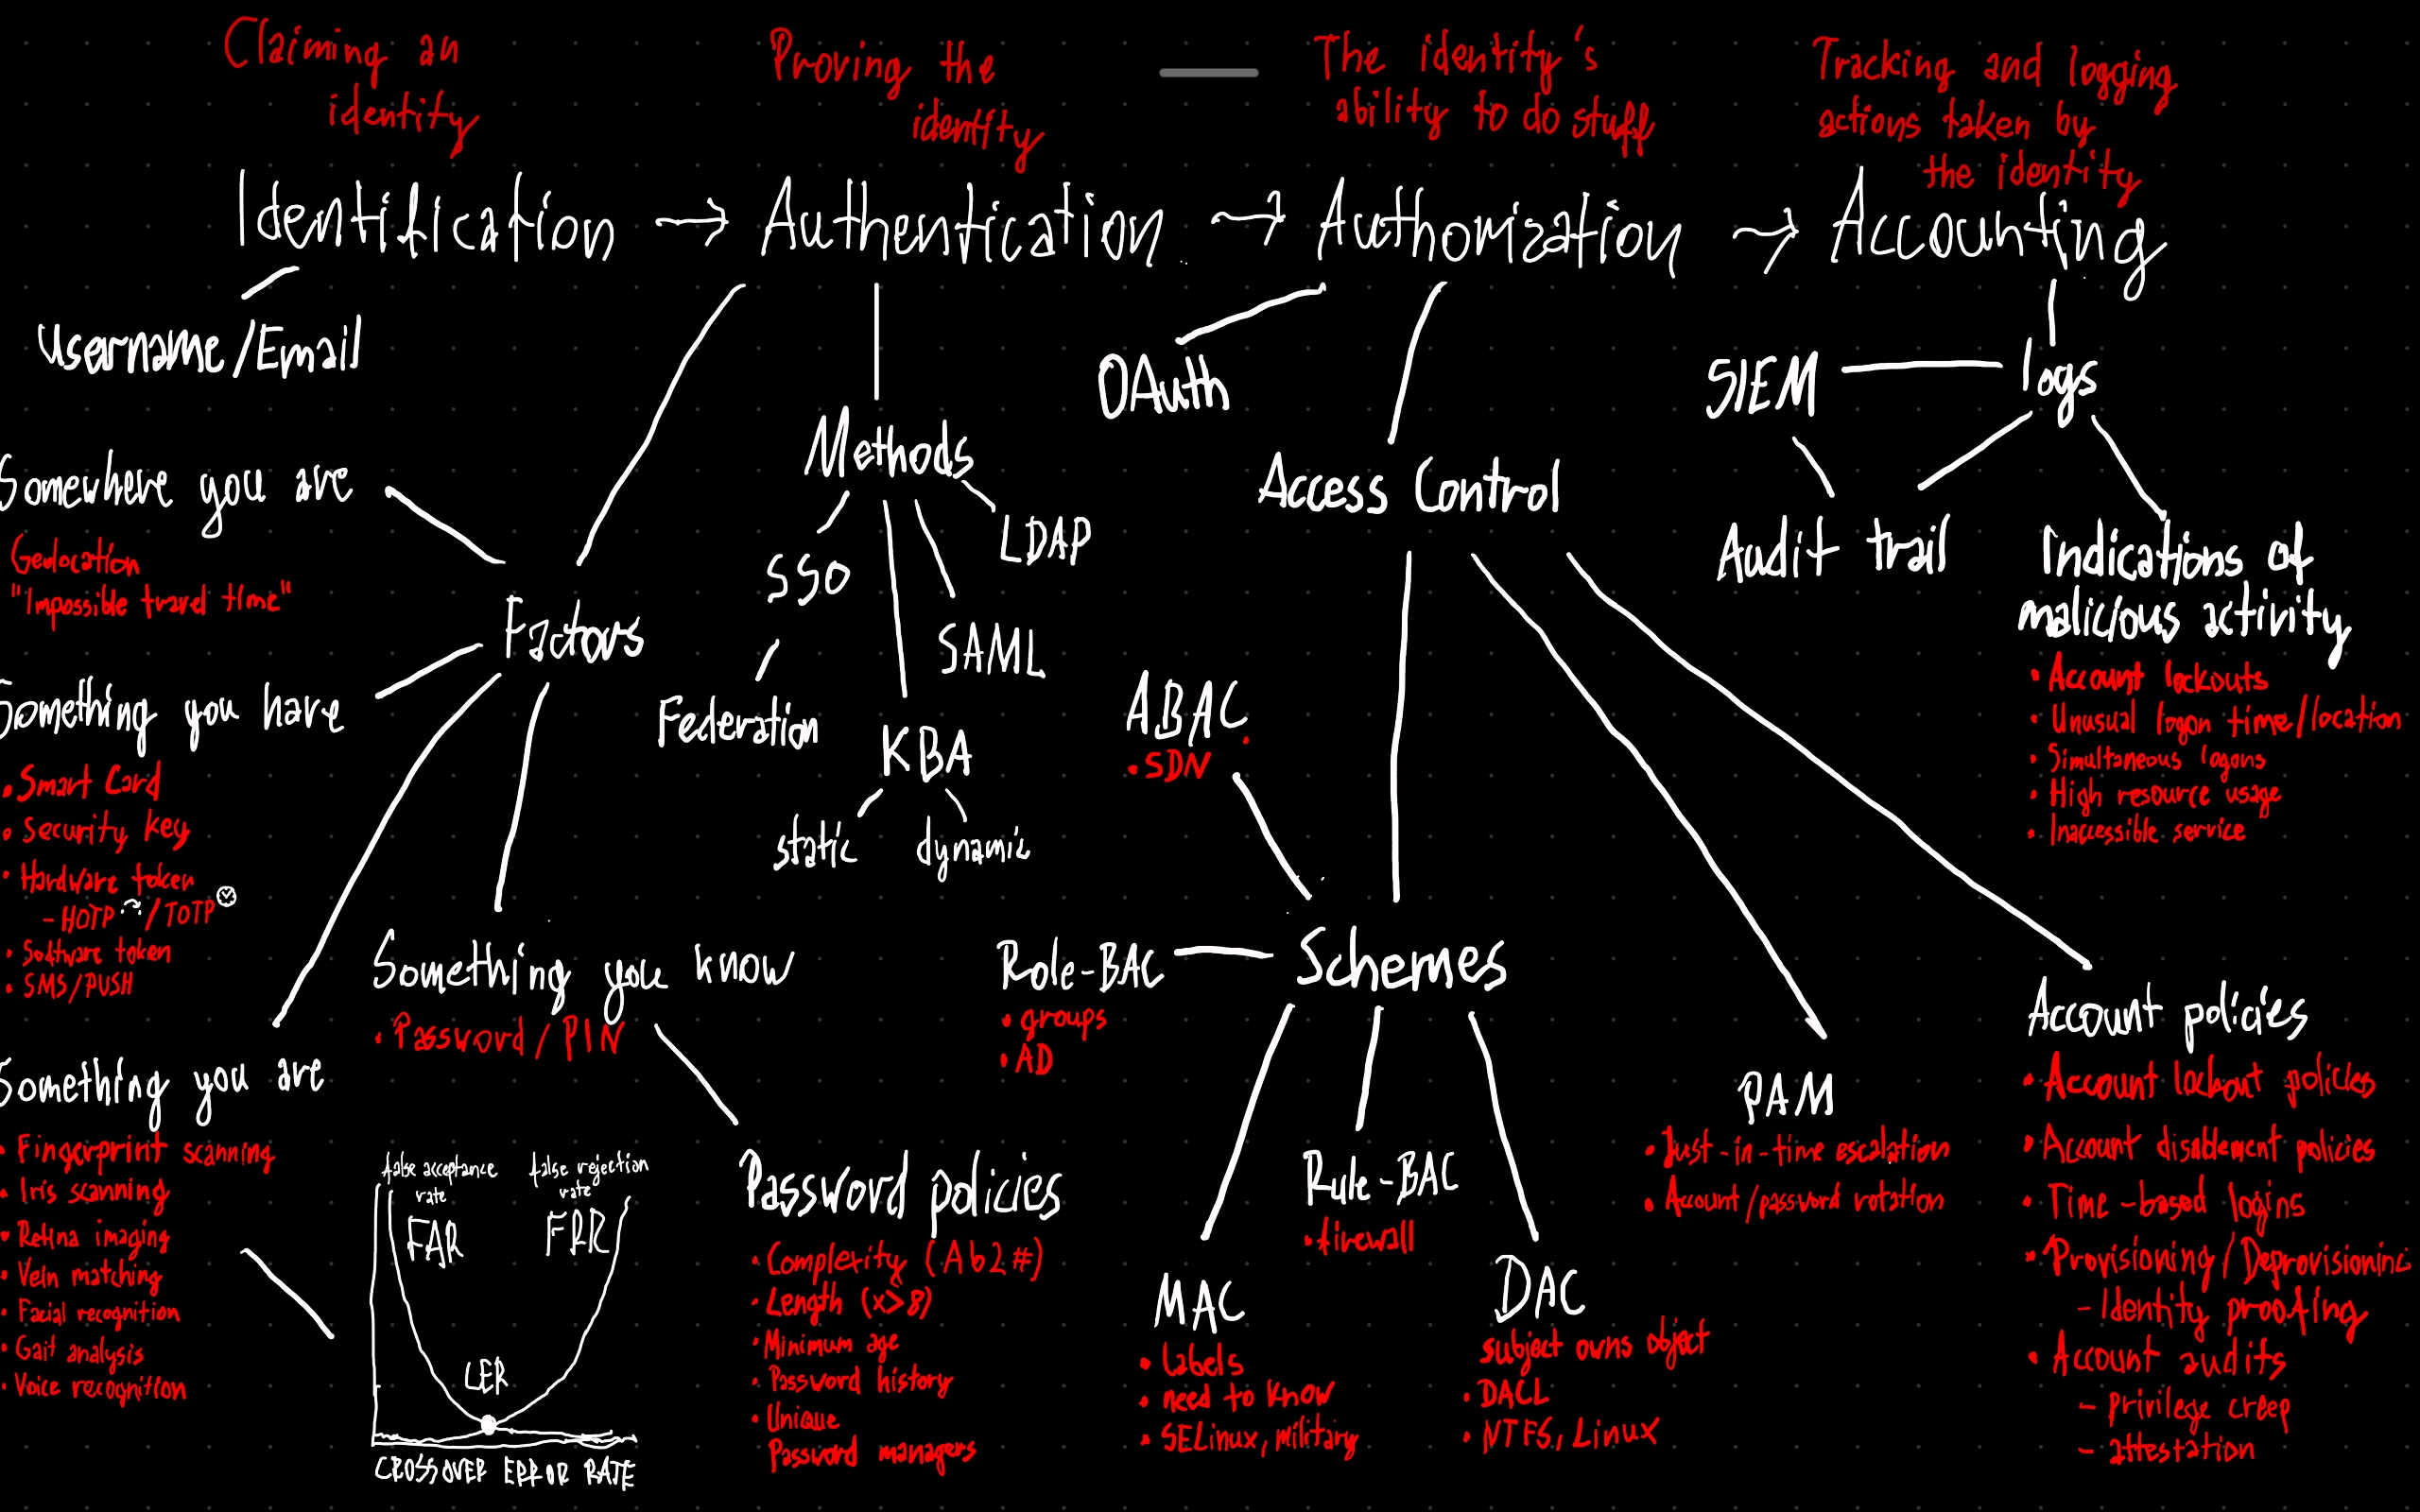 Claiming an
identity
Proving the
identity
The identity's
ability to do stuff
Tracking and logging
actions taken by
the identity
Identification → Authentication → Authorization → Accounting
Username/Email
Somewhere you are
Geolocation
"Impossible travel time"
Something you have
• Smart Card
• Security key
• Hardware token
- HOTP /TOTP
• Software token
• SMS/PUSH
Something you are
• Fingerprint scanning
• Iris scanning
• Retina imaging
• Vein matching
• Facial recognition
• Gait analysis
• Voice recognition
Factors
Something you know
• Password / PIN
false acceptance
rate
FAR
false rejection
rate
FRR
CER
CROSSOVER ERROR RATE
Password policies
• Complexity (Ab2#)
• Length (x>8)
• Minimum age
• Password history
• Unique
Password managers
Methods
SSO
Federation
KBA
static
dynamic
SAML
LDAP
OAuth
Access Control
ABAC
• SDN
Schemes
Role-BAC
• groups
• AD
MAC
• Labels
• need to know
• SELinux, military
Rule-BAC
• firewall
DAC
subject owns object
• DACL
• NTFS, Linux
PAM
• Just-in-time escalation
• Account/password rotation
Account policies
• Account lockout policies
• Account disablement policies
• Time-based logins
• Provisioning/Deprovisioning
- Identity proofing
• Account audits
- Privilege creep
- attestation
logs
SIEM
Audit trail
Indications of
malicious activity
• Account lockouts
• Unusual logon time/location
• Simultaneous logons
• High resource usage
• Inaccessible service